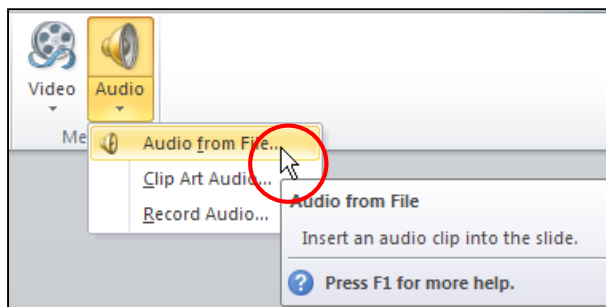 Video Audio
Me
Audio from File...
Clip Art Audio...
Record Audio...
Audio from File
Insert an audio clip into the slide.
Press F1 for more help.